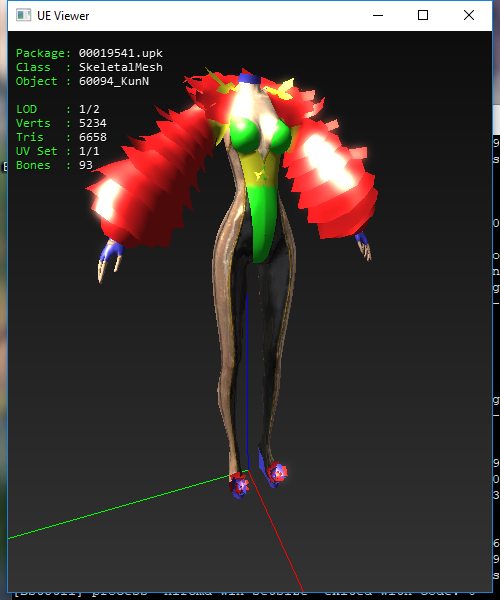 UE Viewer
Package: 00019541.upk
Class : SkeletalMesh
Object : 60094_KunN
LOD : 1/2
Verts : 5234
Tris : 6658
UV Set : 1/1
Bones : 93